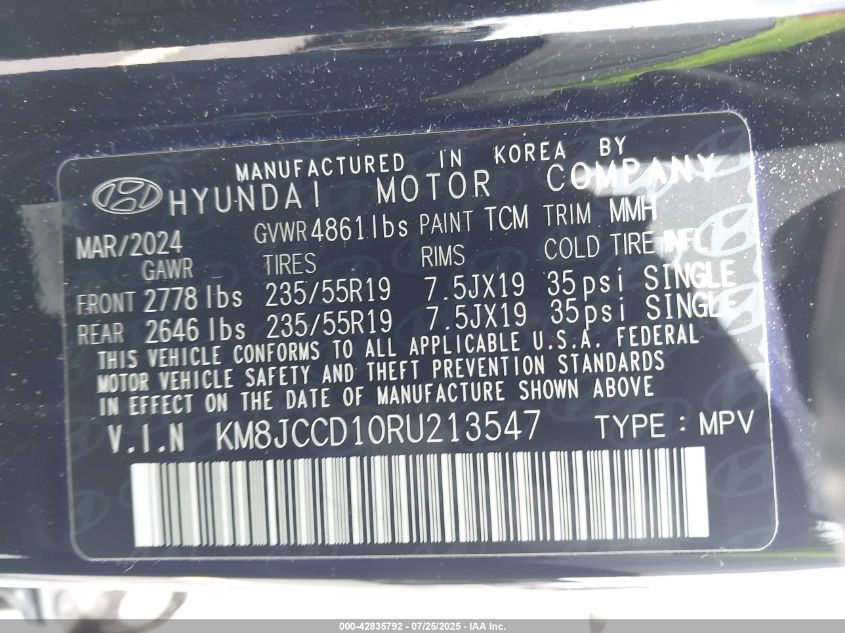 MANUFACTURED IN KOREA BY
HYUNDAI MOTOR COMPANY
MAR/2024 GVWR 4861lbs PAINT TCM TRIM MMH
GAWR TIRES RIMS COLD TIRE INFL
FRONT 2778 lbs 235/55R19 7.5JX19 35psi SINGLE
REAR 2646 lbs 235/55R19 7.5JX19 35psi SINGLE
THIS VEHICLE CONFORMS TO ALL APPLICABLE U.S.A. FEDERAL
MOTOR VEHICLE SAFETY AND THEFT PREVENTION STANDARDS
IN EFFECT ON THE DATE OF MANUFACTURE SHOWN ABOVE
V.I.N KM8JCCD10RU213547 TYPE : MPV
000-42835792 - 07/25/2025 - IAA Inc.